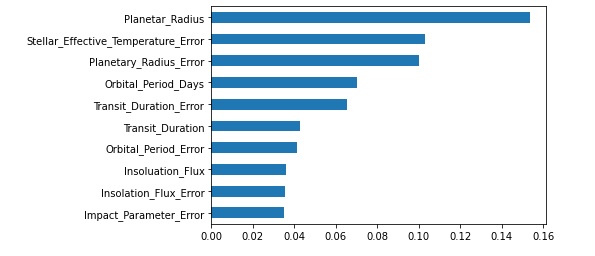 Planetar_Radius
Stellar_Effective_Temperature_Error
Planetary_Radius_Error
Orbital_Period_Days
Transit_Duration_Error
Transit_Duration
Orbital_Period_Error
Insoluation_Flux
Insolation_Flux_Error
Impact_Parameter_Error
0.00 0.02 0.04 0.06 0.08 0.10 0.12 0.14 0.16